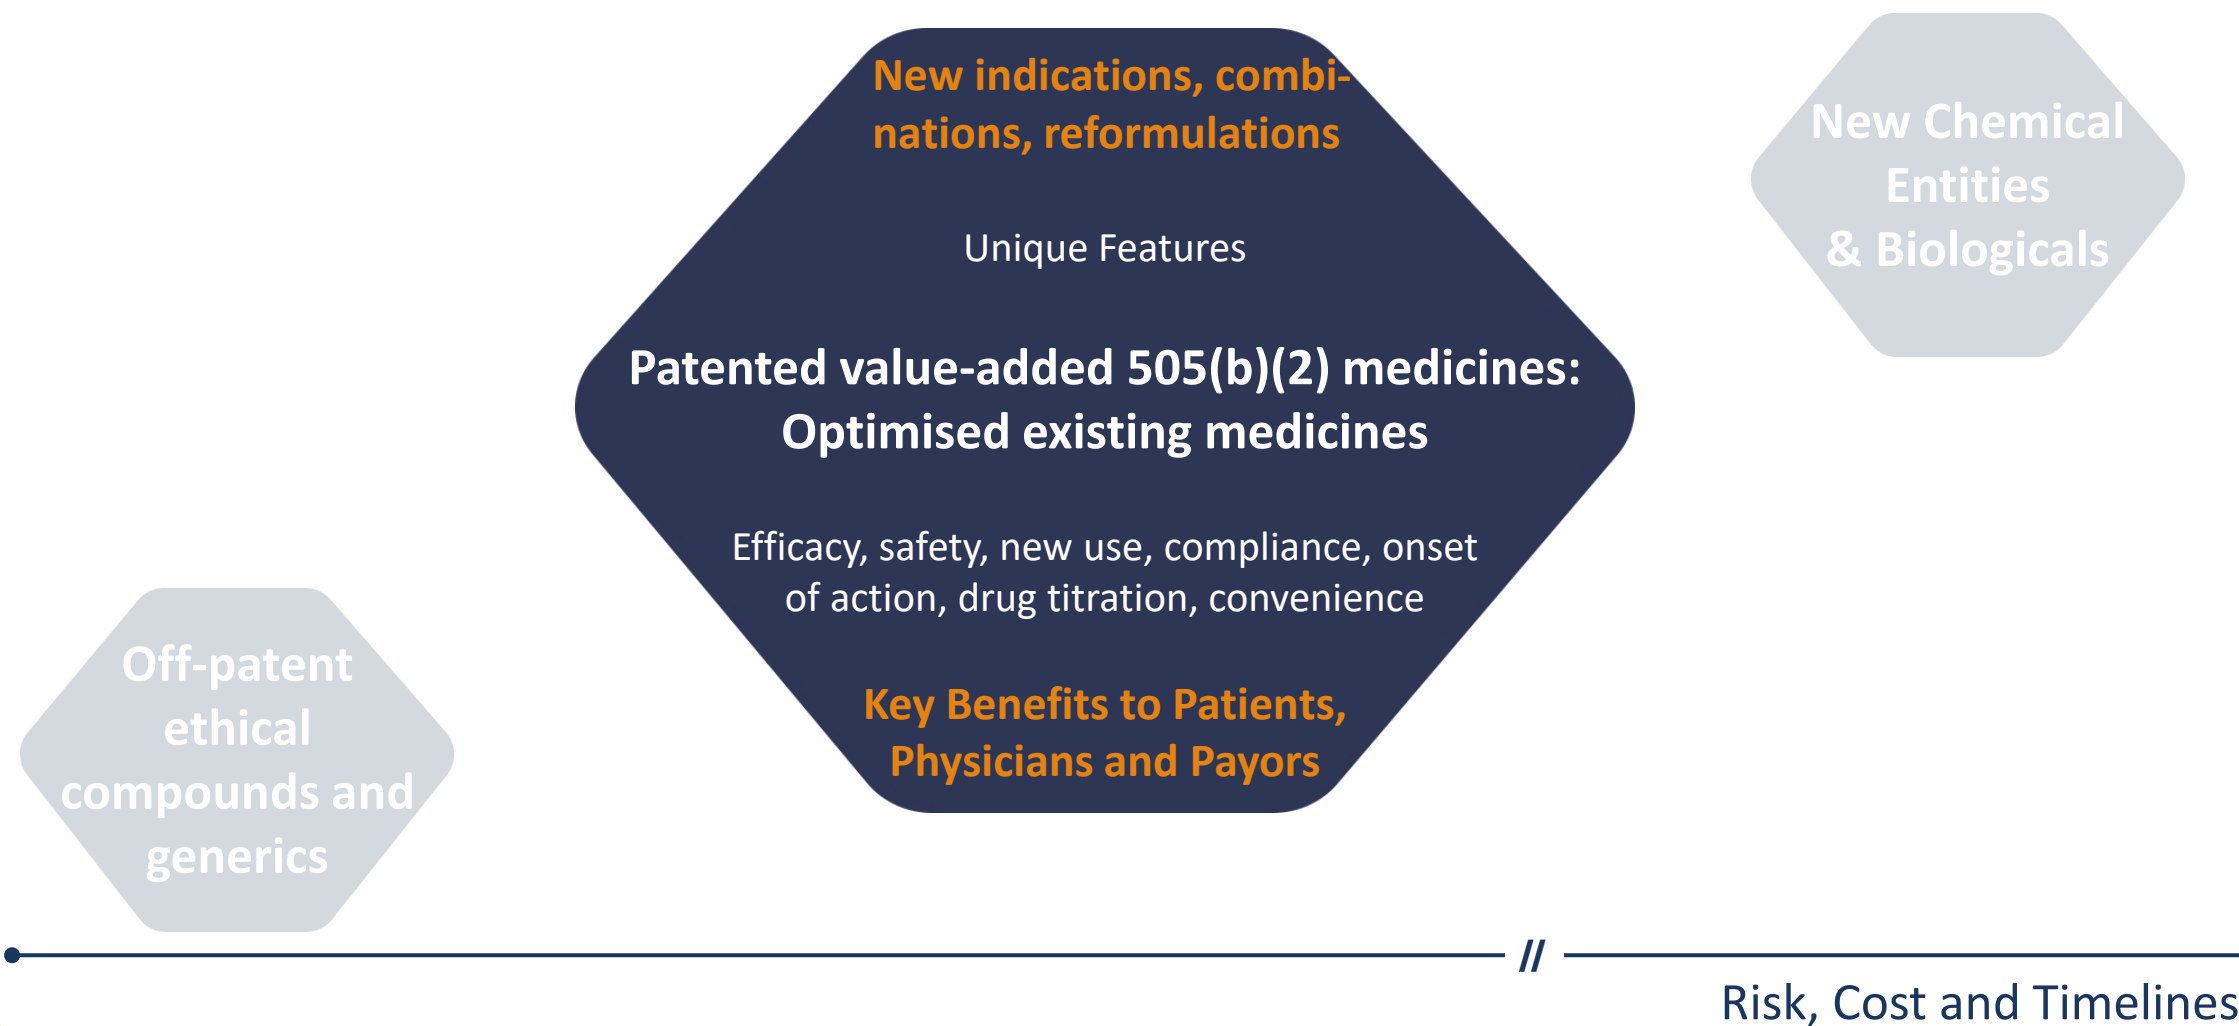 New indications, combi-
nations, reformulations
Unique Features
Patented value-added 505(b)(2) medicines:
Optimised existing medicines
Efficacy, safety, new use, compliance, onset
of action, drug titration, convenience
Key Benefits to Patients,
Physicians and Payors
New Chemical
Entities
& Biologicals
Off-patent
ethical
compounds and
generics
//
Risk, Cost and Timelines